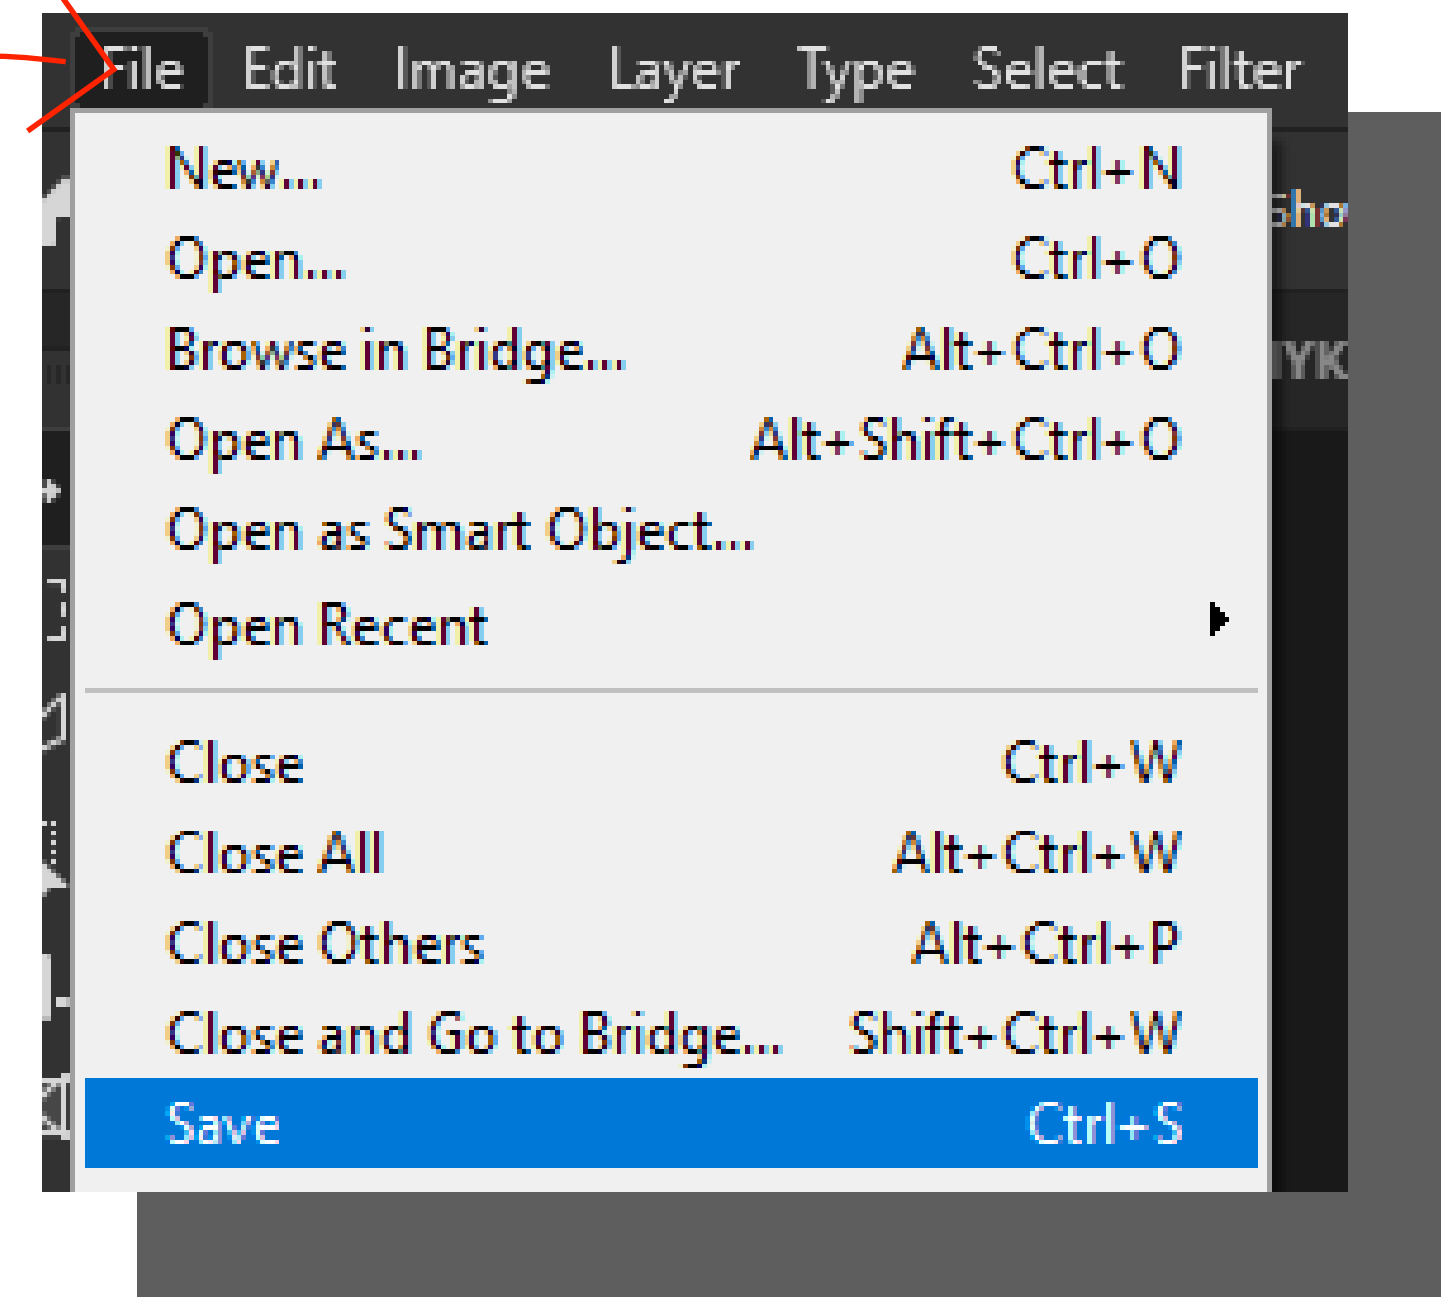 File Edit Image Layer Type Select Filter
New... Ctrl+N
Sho
Open... Ctrl+O
Browse in Bridge... Alt+Ctrl+O
YK
Open As... Alt+Shift+Ctrl+O
Open as Smart Object...
Open Recent
Close Ctrl+W
Close All Alt+Ctrl+W
Close Others Alt+Ctrl+P
Close and Go to Bridge... Shift+Ctrl+W
Save Ctrl+S